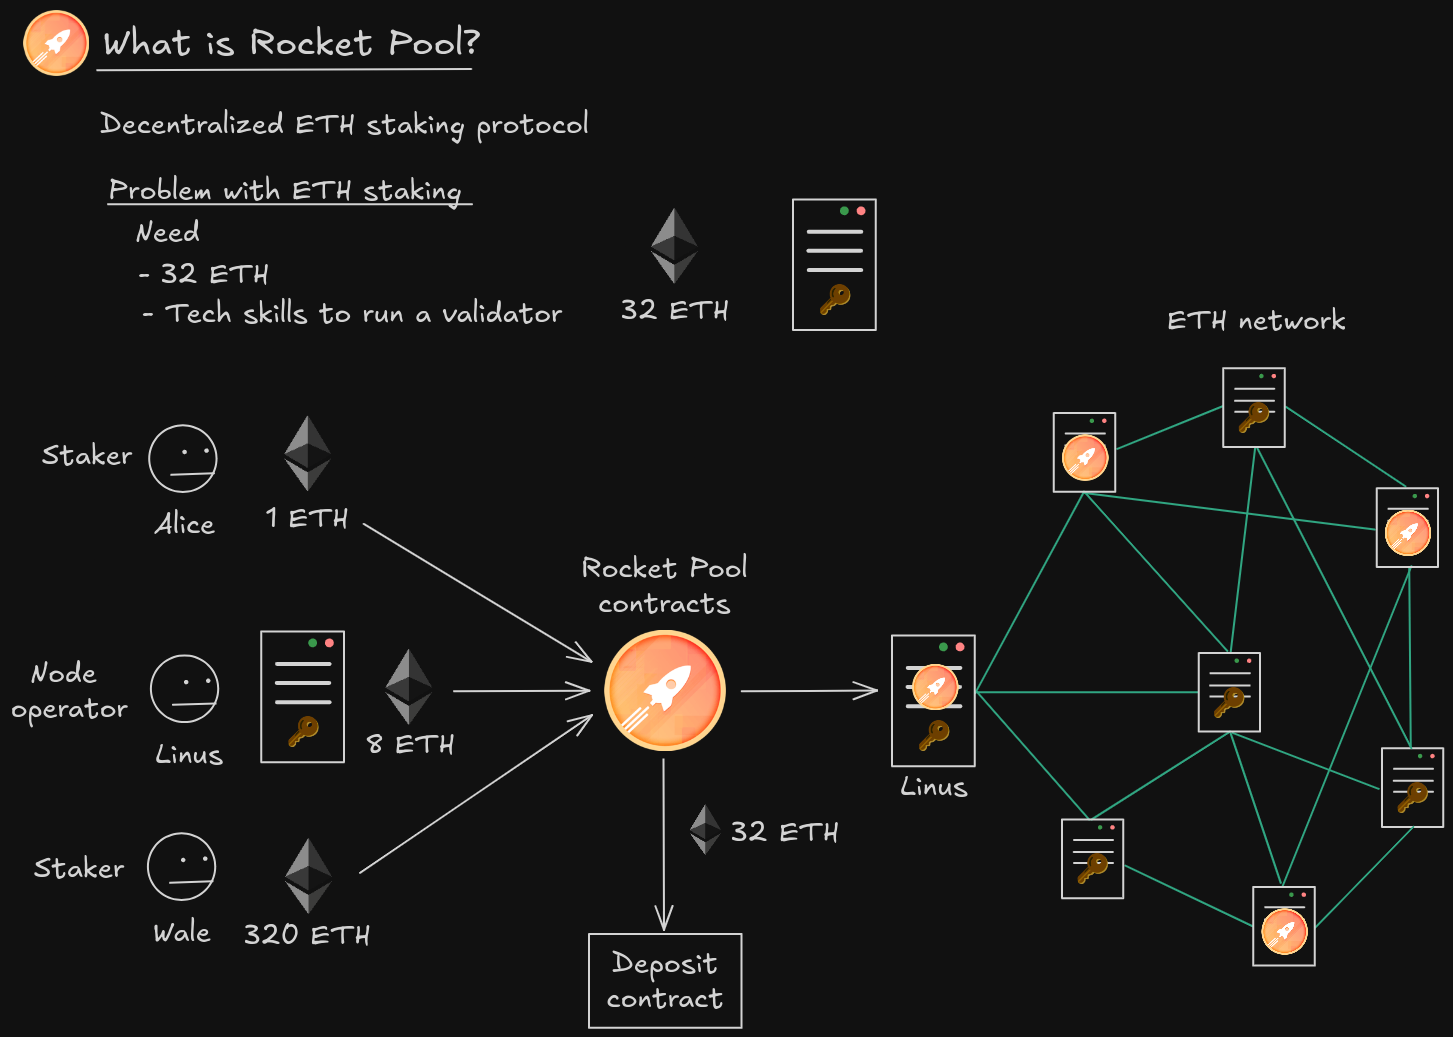 What is Rocket Pool?
Decentralized ETH staking protocol
Problem with ETH staking
Need
- 32 ETH
- Tech skills to run a validator
32 ETH
ETH network
Staker
Alice
1 ETH
Rocket Pool
contracts
Node
operator
Linus
8 ETH
Linus
32 ETH
Staker
Wale
320 ETH
Deposit
contract